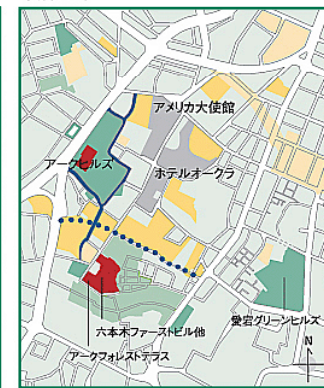 アメリカ大使館
アークヒルズ
ホテルオークラ
愛宕グリーンヒルズ
六本木ファーストビル他
アークフォレストテラス
N